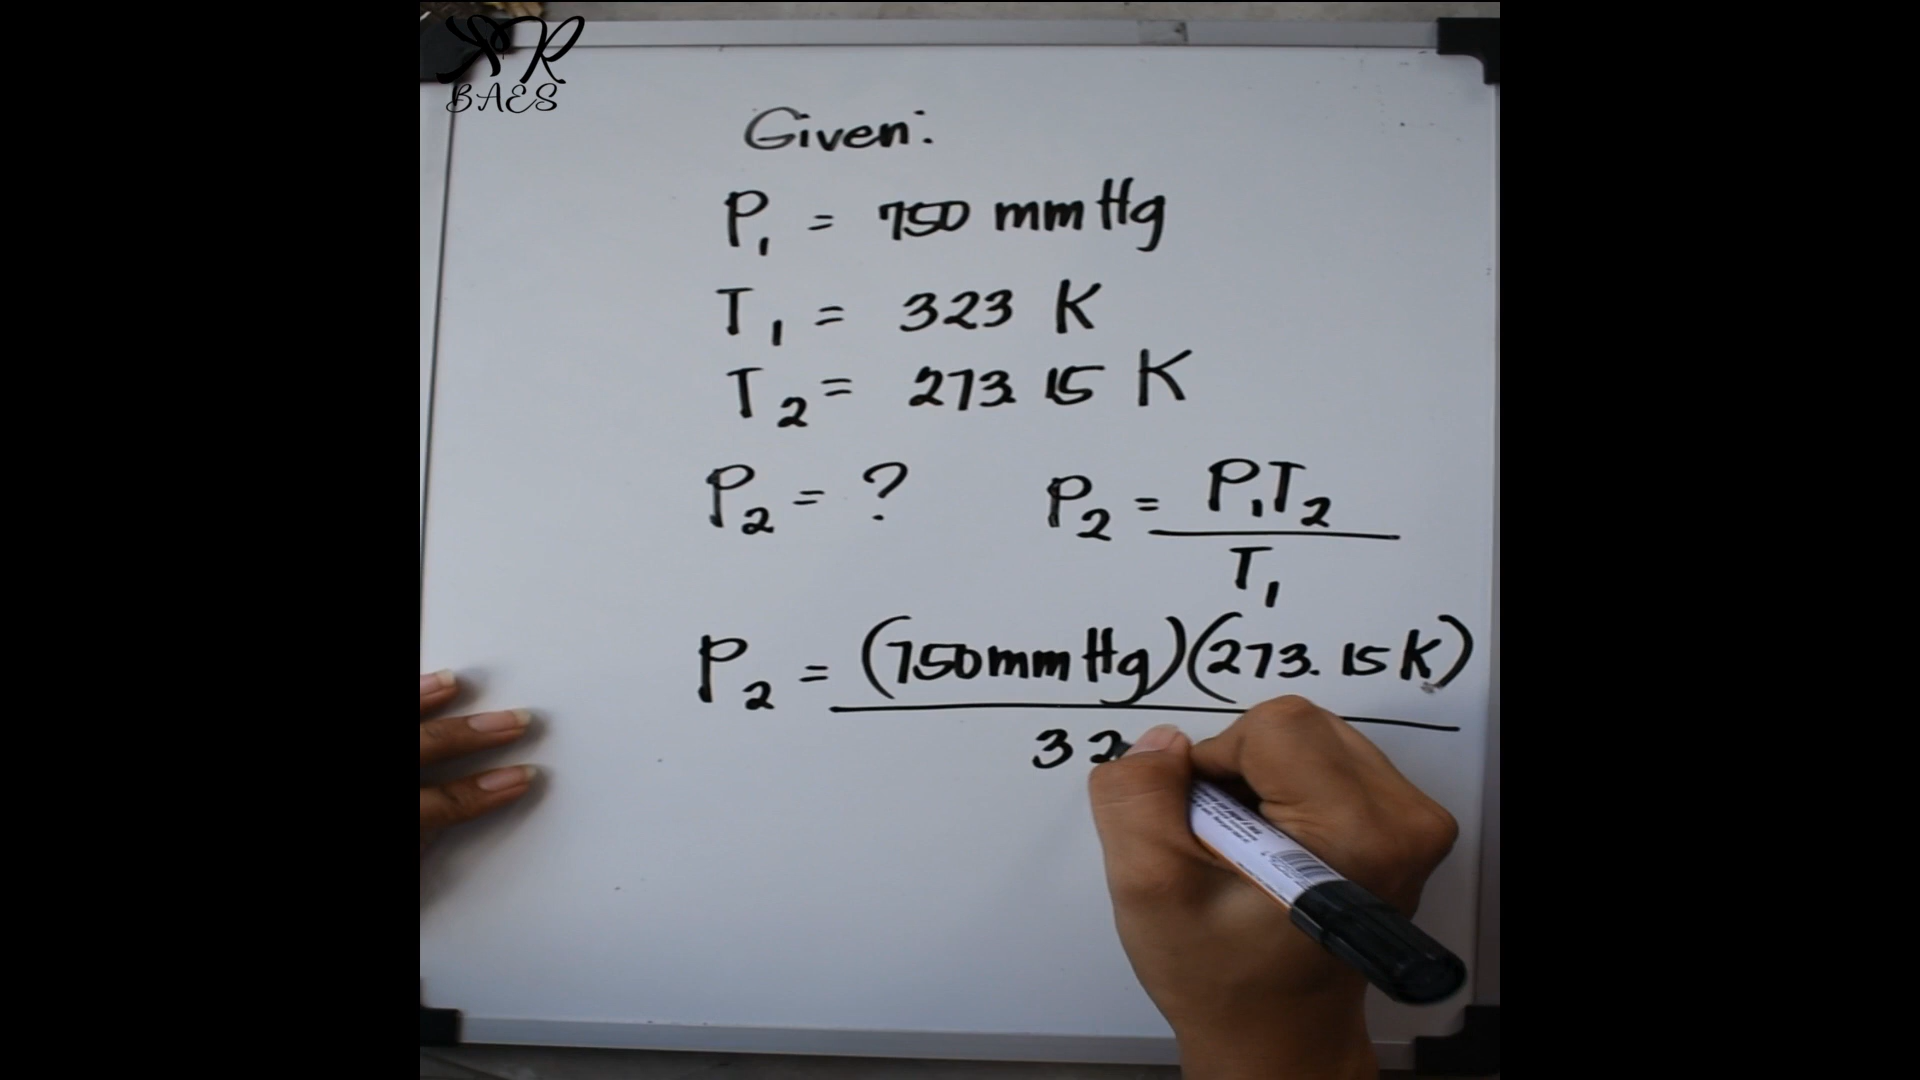 KR
BAES
Given:
P₁ = 750 mmHg
T₁ = 323 K
T₂ = 273.15 K
P₂ = ? P₂ = P₁T₂
T₁
P₂ = (750mmHg)(273.15K)
32